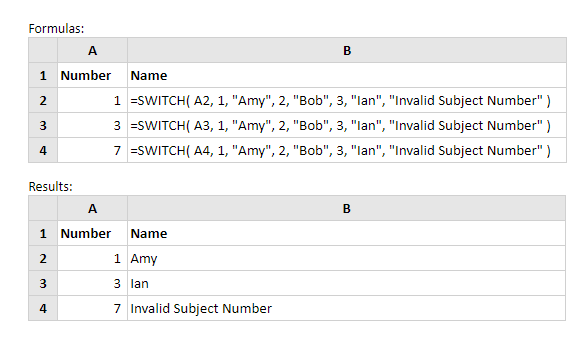 Formulas:
A B
1 Number Name
2 1 =SWITCH( A2, 1, "Amy", 2, "Bob", 3, "Ian", "Invalid Subject Number" )
3 3 =SWITCH( A3, 1, "Amy", 2, "Bob", 3, "Ian", "Invalid Subject Number" )
4 7 =SWITCH( A4, 1, "Amy", 2, "Bob", 3, "Ian", "Invalid Subject Number" )
Results:
A B
1 Number Name
2 1 Amy
3 3 Ian
4 7 Invalid Subject Number